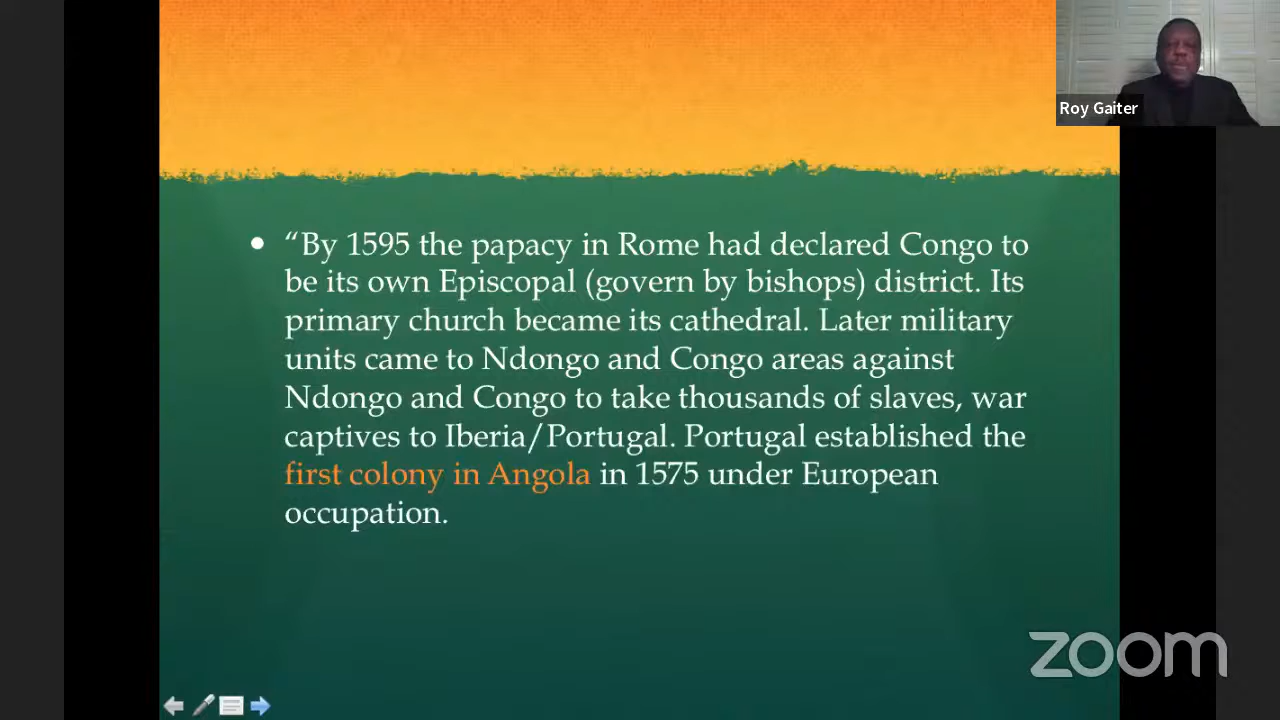 Roy Gaiter
• “By 1595 the papacy in Rome had declared Congo to
be its own Episcopal (govern by bishops) district. Its
primary church became its cathedral. Later military
units came to Ndongo and Congo areas against
Ndongo and Congo to take thousands of slaves, war
captives to Iberia/Portugal. Portugal established the
first colony in Angola in 1575 under European
occupation.
zoom